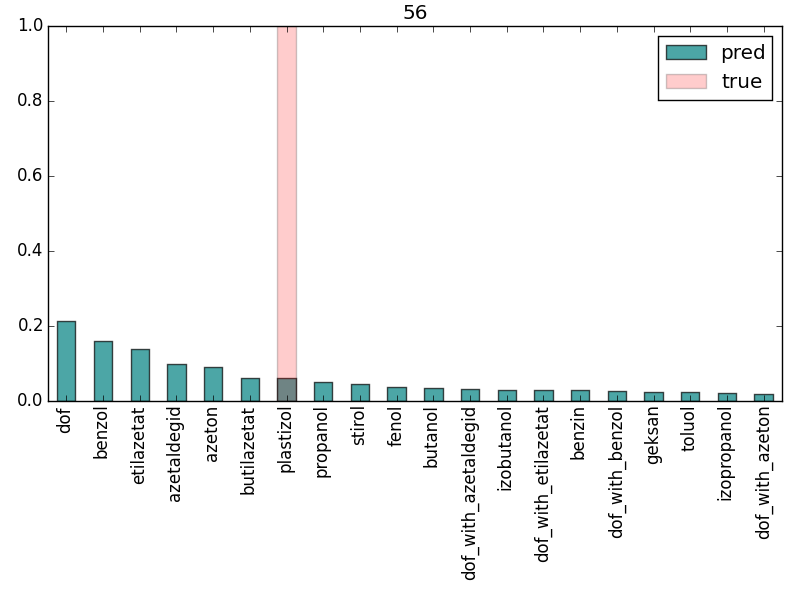 56
1.0
0.8
0.6
0.4
0.2
0.0
pred
true
dof
benzol
etilazetat
azetaldegid
azeton
butilazetat
plastizol
propanol
stirol
fenol
butanol
dof_with_azetaldegid
izobutanol
dof_with_etilazetat
benzin
dof_with_benzol
geksan
toluol
izopropanol
dof_with_azeton